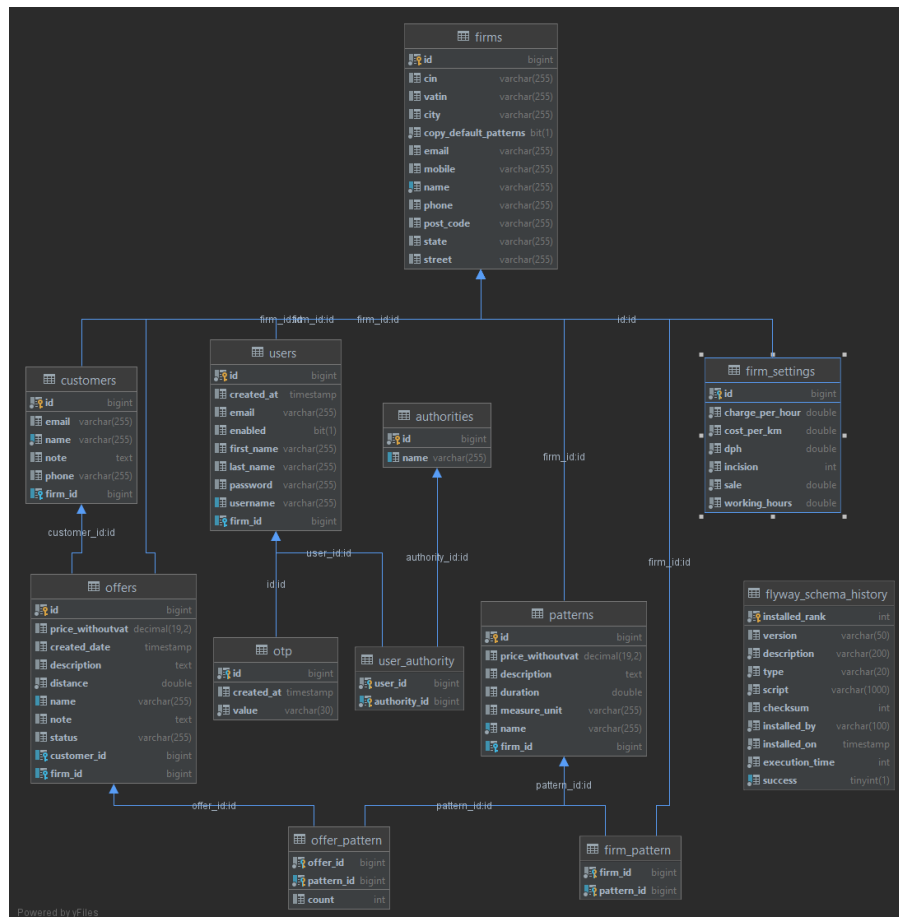 firms
id bigint
cin varchar(255)
vatin varchar(255)
city varchar(255)
copy_default_patterns bit(1)
email varchar(255)
mobile varchar(255)
name varchar(255)
phone varchar(255)
post_code varchar(255)
state varchar(255)
street varchar(255)
firm_id:id
firm_id:id
firm_id:id
id:id
customers
id bigint
email varchar(255)
name varchar(255)
note text
phone varchar(255)
firm_id bigint
users
id bigint
created_at timestamp
email varchar(255)
enabled bit(1)
first_name varchar(255)
last_name varchar(255)
password varchar(255)
username varchar(255)
firm_id bigint
authorities
id bigint
name varchar(255)
firm_settings
id bigint
charge_per_hour double
cost_per_km double
dph double
incision int
sale double
working_hours double
firm_id:id
customer_id:id
user_id:id
authority_id:id
firm_id:id
id:id
offers
id bigint
price_withoutvat decimal(19,2)
created_date timestamp
description text
distance double
name varchar(255)
note text
status varchar(255)
customer_id bigint
firm_id bigint
otp
id bigint
created_at timestamp
value varchar(30)
user_authority
user_id bigint
authority_id bigint
patterns
id bigint
price_withoutvat decimal(19,2)
description text
duration double
measure_unit varchar(255)
name varchar(255)
firm_id bigint
flyway_schema_history
installed_rank int
version varchar(50)
description varchar(200)
type varchar(20)
script varchar(1000)
checksum int
installed_by varchar(100)
installed_on timestamp
execution_time int
success tinyint(1)
pattern_id:id
offer_id:id
pattern_id:id
offer_pattern
offer_id bigint
pattern_id bigint
count int
firm_pattern
firm_id bigint
pattern_id bigint
Powered by yFiles